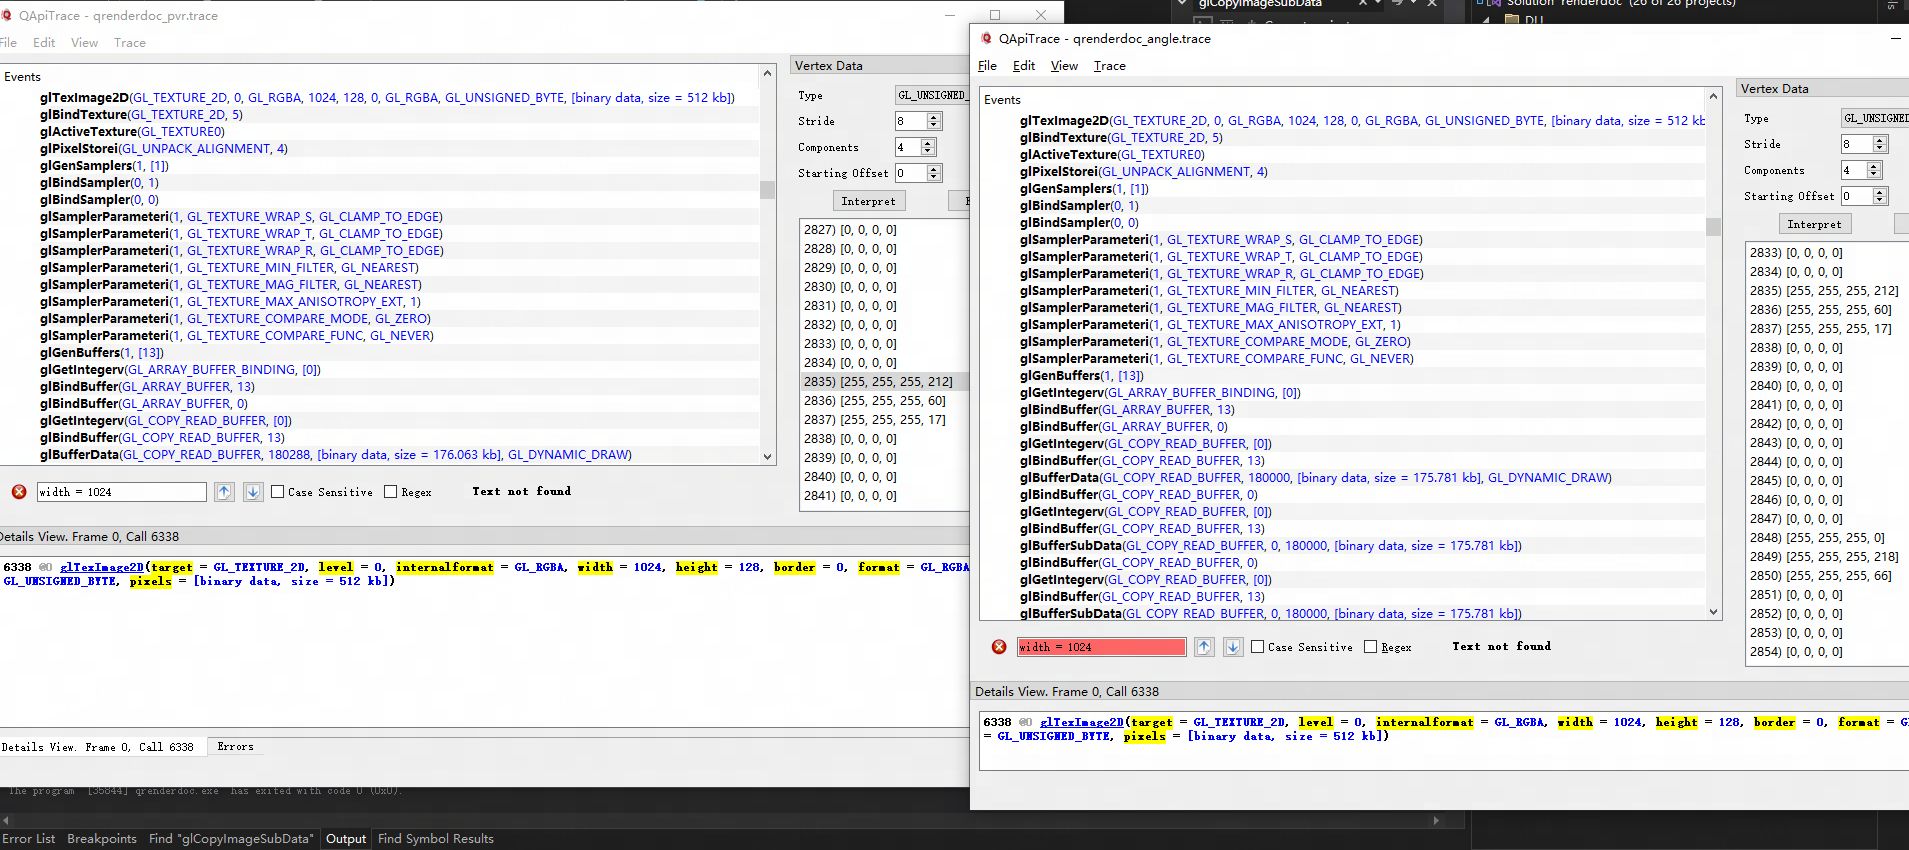 QApiTrace - qrenderdoc_pvr.trace
File Edit View Trace
Events
glTexImage2D(GL_TEXTURE_2D, 0, GL_RGBA, 1024, 128, 0, GL_RGBA, GL_UNSIGNED_BYTE, [binary data, size = 512 kb])
glBindTexture(GL_TEXTURE_2D, 5)
glActiveTexture(GL_TEXTURE0)
glPixelStorei(GL_UNPACK_ALIGNMENT, 4)
glGenSamplers(1, [1])
glBindSampler(0, 1)
glBindSampler(0, 0)
glSamplerParameteri(1, GL_TEXTURE_WRAP_S, GL_CLAMP_TO_EDGE)
glSamplerParameteri(1, GL_TEXTURE_WRAP_T, GL_CLAMP_TO_EDGE)
glSamplerParameteri(1, GL_TEXTURE_WRAP_R, GL_CLAMP_TO_EDGE)
glSamplerParameteri(1, GL_TEXTURE_MIN_FILTER, GL_NEAREST)
glSamplerParameteri(1, GL_TEXTURE_MAG_FILTER, GL_NEAREST)
glSamplerParameteri(1, GL_TEXTURE_MAX_ANISOTROPY_EXT, 1)
glSamplerParameteri(1, GL_TEXTURE_COMPARE_MODE, GL_ZERO)
glSamplerParameteri(1, GL_TEXTURE_COMPARE_FUNC, GL_NEVER)
glGenBuffers(1, [13])
glGetIntegerv(GL_ARRAY_BUFFER_BINDING, [0])
glBindBuffer(GL_ARRAY_BUFFER, 13)
glBindBuffer(GL_ARRAY_BUFFER, 0)
glGetIntegerv(GL_COPY_READ_BUFFER, [0])
glBindBuffer(GL_COPY_READ_BUFFER, 13)
glBufferData(GL_COPY_READ_BUFFER, 180288, [binary data, size = 176.063 kb], GL_DYNAMIC_DRAW)
width = 1024 Case Sensitive Regex Text not found
Vertex Data
Type GL_UNSIGNED_
Stride 8
Components 4
Starting Offset 0
Interpret
2827) [0, 0, 0, 0]
2828) [0, 0, 0, 0]
2829) [0, 0, 0, 0]
2830) [0, 0, 0, 0]
2831) [0, 0, 0, 0]
2832) [0, 0, 0, 0]
2833) [0, 0, 0, 0]
2834) [0, 0, 0, 0]
2835) [255, 255, 255, 212]
2836) [255, 255, 255, 60]
2837) [255, 255, 255, 17]
2838) [0, 0, 0, 0]
2839) [0, 0, 0, 0]
2840) [0, 0, 0, 0]
2841) [0, 0, 0, 0]
Details View. Frame 0, Call 6338
6338 @0 glTexImage2D(target = GL_TEXTURE_2D, level = 0, internalformat = GL_RGBA, width = 1024, height = 128, border = 0, format = GL_RGBA
GL_UNSIGNED_BYTE, pixels = [binary data, size = 512 kb])
Details View. Frame 0, Call 6338 Errors
The program [35844] qrenderdoc.exe has exited with code 0 (0x0).
Error List Breakpoints Find "glCopyImageSubData" Output Find Symbol Results
glCopyImageSubData
Solution renderdoc (26 of 26 projects)
QApiTrace - qrenderdoc_angle.trace
File Edit View Trace
Events
glTexImage2D(GL_TEXTURE_2D, 0, GL_RGBA, 1024, 128, 0, GL_RGBA, GL_UNSIGNED_BYTE, [binary data, size = 512 kb
glBindTexture(GL_TEXTURE_2D, 5)
glActiveTexture(GL_TEXTURE0)
glPixelStorei(GL_UNPACK_ALIGNMENT, 4)
glGenSamplers(1, [1])
glBindSampler(0, 1)
glBindSampler(0, 0)
glSamplerParameteri(1, GL_TEXTURE_WRAP_S, GL_CLAMP_TO_EDGE)
glSamplerParameteri(1, GL_TEXTURE_WRAP_T, GL_CLAMP_TO_EDGE)
glSamplerParameteri(1, GL_TEXTURE_WRAP_R, GL_CLAMP_TO_EDGE)
glSamplerParameteri(1, GL_TEXTURE_MIN_FILTER, GL_NEAREST)
glSamplerParameteri(1, GL_TEXTURE_MAG_FILTER, GL_NEAREST)
glSamplerParameteri(1, GL_TEXTURE_MAX_ANISOTROPY_EXT, 1)
glSamplerParameteri(1, GL_TEXTURE_COMPARE_MODE, GL_ZERO)
glSamplerParameteri(1, GL_TEXTURE_COMPARE_FUNC, GL_NEVER)
glGenBuffers(1, [13])
glGetIntegerv(GL_ARRAY_BUFFER_BINDING, [0])
glBindBuffer(GL_ARRAY_BUFFER, 13)
glBindBuffer(GL_ARRAY_BUFFER, 0)
glGetIntegerv(GL_COPY_READ_BUFFER, [0])
glBindBuffer(GL_COPY_READ_BUFFER, 13)
glBufferData(GL_COPY_READ_BUFFER, 180000, [binary data, size = 175.781 kb], GL_DYNAMIC_DRAW)
glBindBuffer(GL_COPY_READ_BUFFER, 0)
glGetIntegerv(GL_COPY_READ_BUFFER, [0])
glBindBuffer(GL_COPY_READ_BUFFER, 13)
glBufferSubData(GL_COPY_READ_BUFFER, 0, 180000, [binary data, size = 175.781 kb])
glBindBuffer(GL_COPY_READ_BUFFER, 0)
glGetIntegerv(GL_COPY_READ_BUFFER, [0])
glBindBuffer(GL_COPY_READ_BUFFER, 13)
glBufferSubData(GL_COPY_READ_BUFFER, 0, 180000, [binary data, size = 175.781 kb])
width = 1024 Case Sensitive Regex Text not found
Vertex Data
Type GL_UNSIGNED
Stride 8
Components 4
Starting Offset 0
Interpret
2833) [0, 0, 0, 0]
2834) [0, 0, 0, 0]
2835) [255, 255, 255, 212]
2836) [255, 255, 255, 60]
2837) [255, 255, 255, 17]
2838) [0, 0, 0, 0]
2839) [0, 0, 0, 0]
2840) [0, 0, 0, 0]
2841) [0, 0, 0, 0]
2842) [0, 0, 0, 0]
2843) [0, 0, 0, 0]
2844) [0, 0, 0, 0]
2845) [0, 0, 0, 0]
2846) [0, 0, 0, 0]
2847) [0, 0, 0, 0]
2848) [255, 255, 255, 0]
2849) [255, 255, 255, 218]
2850) [255, 255, 255, 66]
2851) [0, 0, 0, 0]
2852) [0, 0, 0, 0]
2853) [0, 0, 0, 0]
2854) [0, 0, 0, 0]
Details View. Frame 0, Call 6338
6338 @0 glTexImage2D(target = GL_TEXTURE_2D, level = 0, internalformat = GL_RGBA, width = 1024, height = 128, border = 0, format = G
= GL_UNSIGNED_BYTE, pixels = [binary data, size = 512 kb])